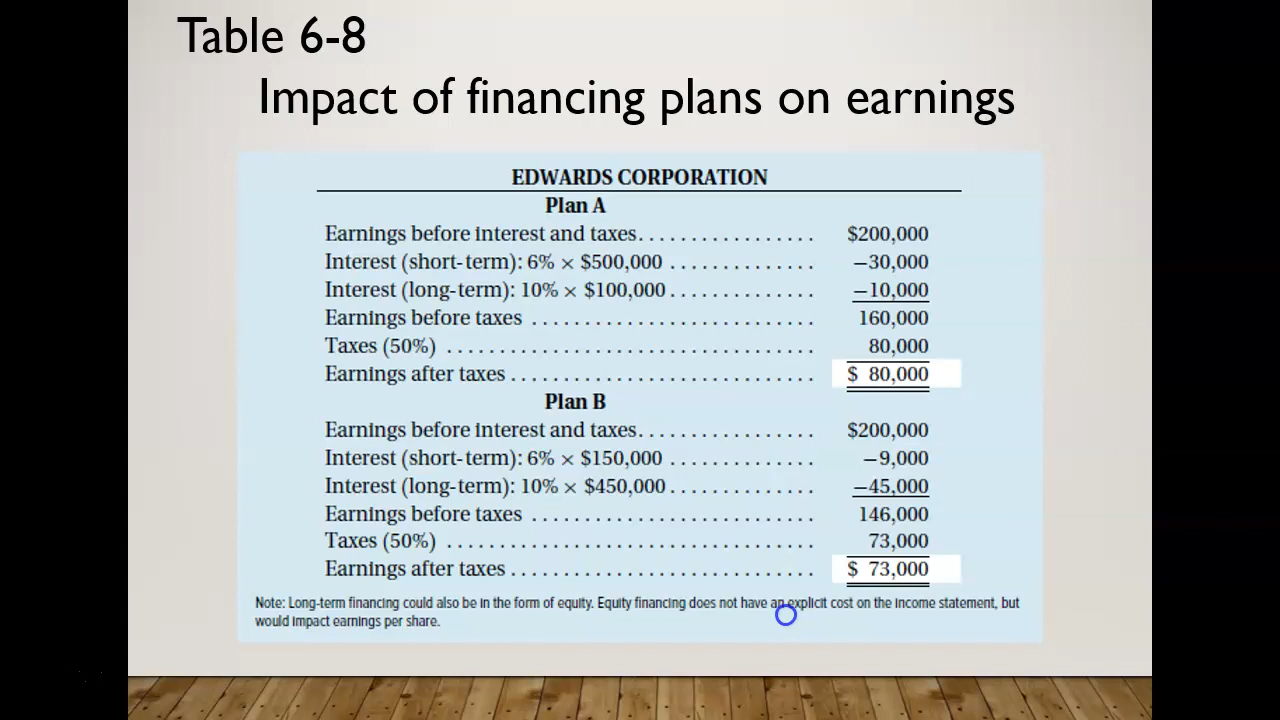 Table 6-8
Impact of financing plans on earnings
EDWARDS CORPORATION
Plan A
Earnings before interest and taxes. . . . . . . . . . . . . . . . . $200,000
Interest (short-term): 6% × $500,000 . . . . . . . . . . . . . . −30,000
Interest (long-term): 10% × $100,000 . . . . . . . . . . . . . . −10,000
Earnings before taxes . . . . . . . . . . . . . . . . . . . . . . . . . . . 160,000
Taxes (50%) . . . . . . . . . . . . . . . . . . . . . . . . . . . . . . . . . . . 80,000
Earnings after taxes . . . . . . . . . . . . . . . . . . . . . . . . . . . . . $ 80,000
Plan B
Earnings before interest and taxes. . . . . . . . . . . . . . . . . $200,000
Interest (short-term): 6% × $150,000 . . . . . . . . . . . . . . −9,000
Interest (long-term): 10% × $450,000 . . . . . . . . . . . . . . −45,000
Earnings before taxes . . . . . . . . . . . . . . . . . . . . . . . . . . . 146,000
Taxes (50%) . . . . . . . . . . . . . . . . . . . . . . . . . . . . . . . . . . . 73,000
Earnings after taxes . . . . . . . . . . . . . . . . . . . . . . . . . . . . . $ 73,000
Note: Long-term financing could also be in the form of equity. Equity financing does not have an explicit cost on the income statement, but
would impact earnings per share.